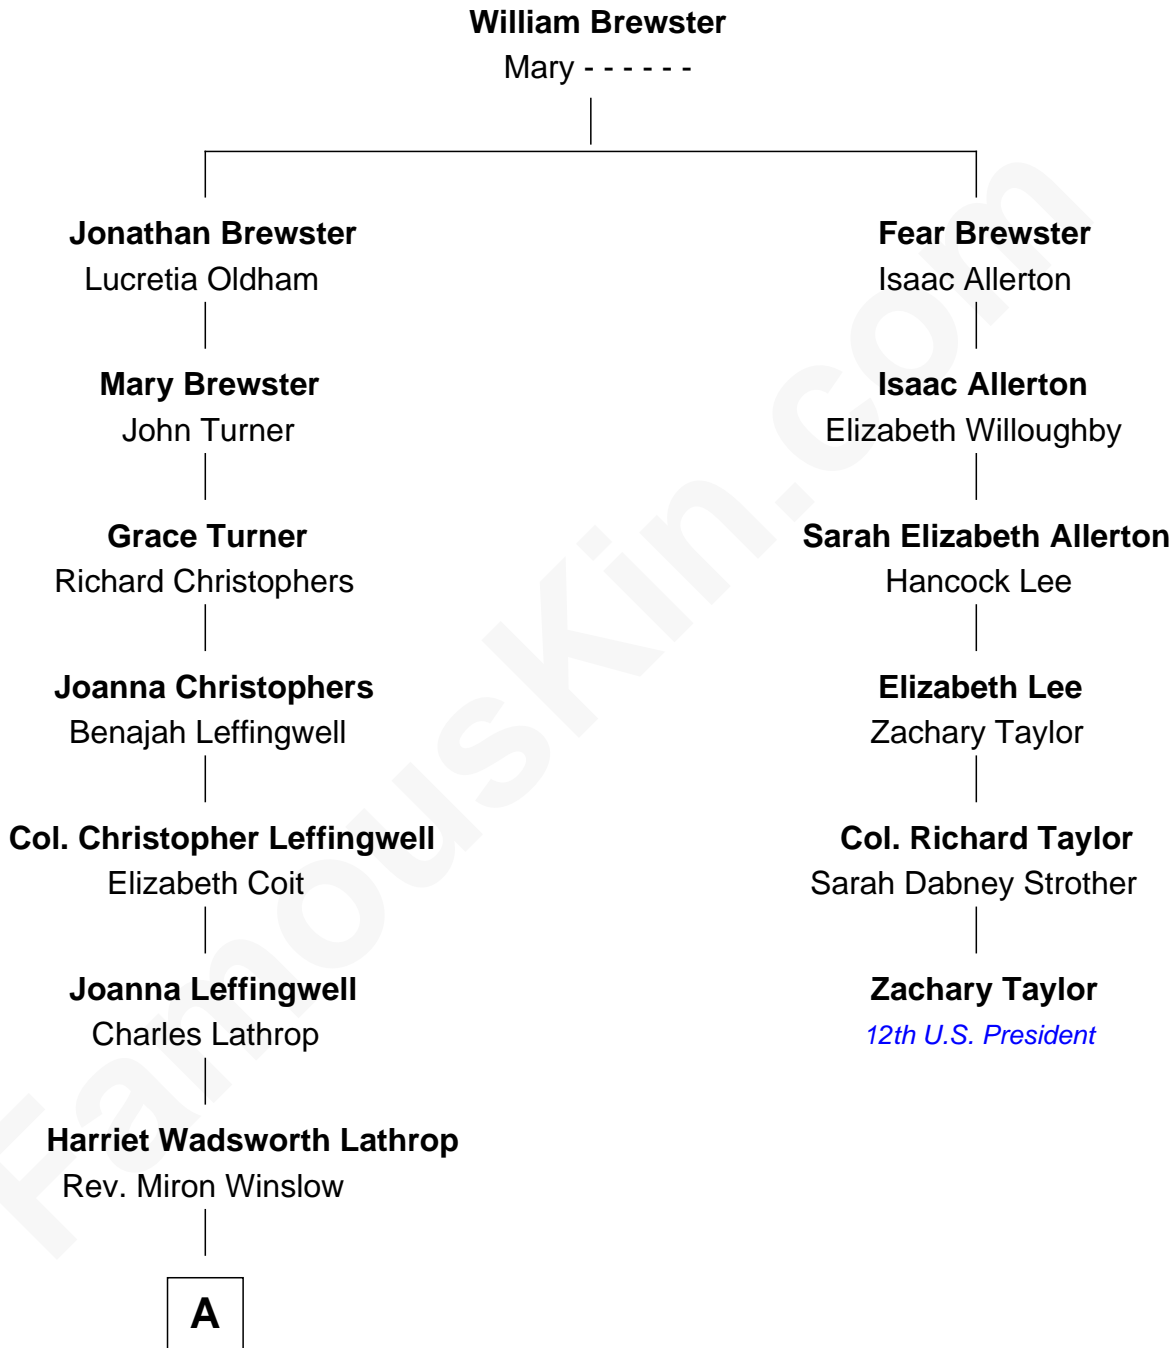 William Brewster
Mary - - - - - -
Jonathan Brewster
Lucretia Oldham
Mary Brewster
John Turner
Grace Turner
Richard Christophers
Joanna Christophers
Benajah Leffingwell
Col. Christopher Leffingwell
Elizabeth Coit
Joanna Leffingwell
Charles Lathrop
Harriet Wadsworth Lathrop
Rev. Miron Winslow
A
Fear Brewster
Isaac Allerton
Isaac Allerton
Elizabeth Willoughby
Sarah Elizabeth Allerton
Hancock Lee
Elizabeth Lee
Zachary Taylor
Col. Richard Taylor
Sarah Dabney Strother
Zachary Taylor
12th U.S. President
FamousKin.com